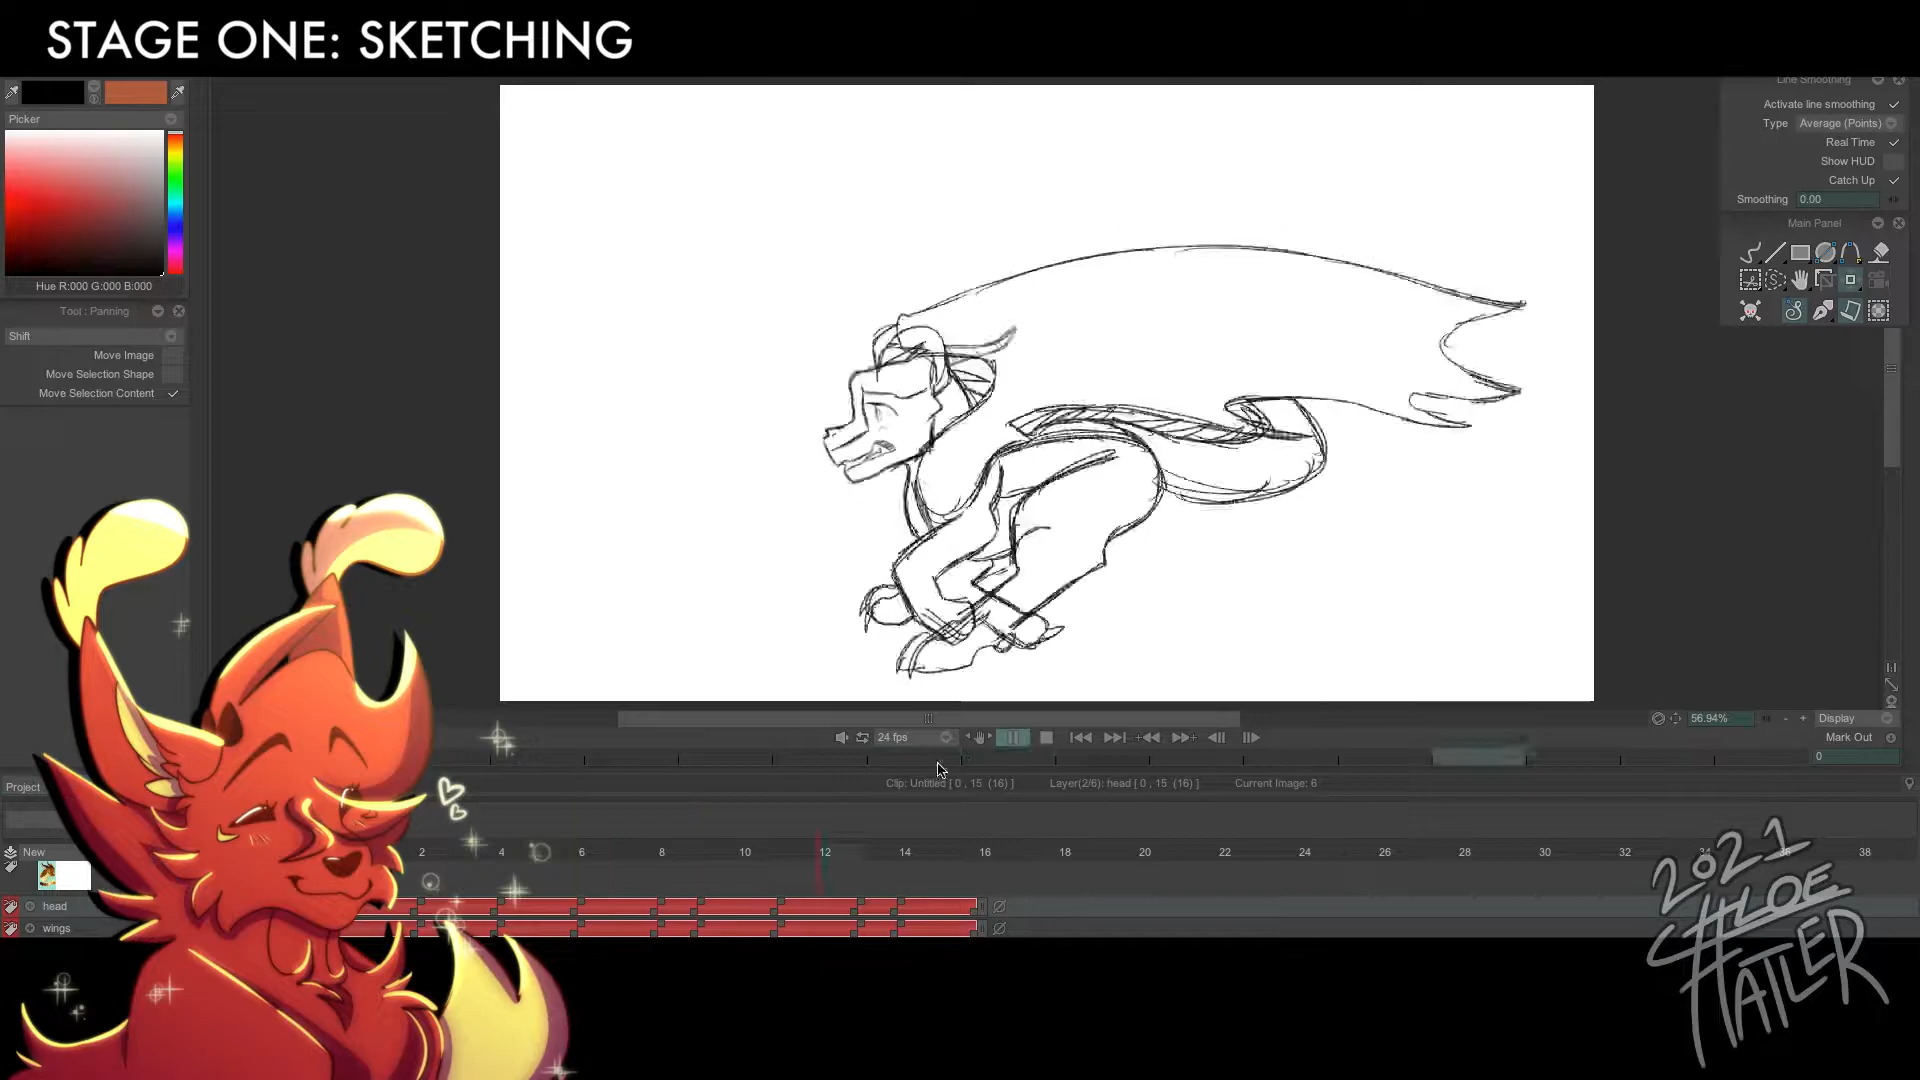 STAGE ONE: SKETCHING
Line Smoothing
Activate line smoothing
Type Average (Points)
Real Time
Show HUD
Catch Up
Smoothing 0.00
Main Panel
Picker
Hue R:000 G:000 B:000
Tool : Panning
Shift
Move Image
Move Selection Shape
Move Selection Content
56.94% - + Display
24 fps
Mark Out
0
Clip: Untitled [ 0 , 15 (16) ] Layer(2/6): head [ 0 , 15 (16) ] Current Image: 6
Project
New 2 4 6 8 10 12 14 16 18 20 22 24 26 28 30 32 34 36 38
head
wings
2021
CHLOE
HATLER